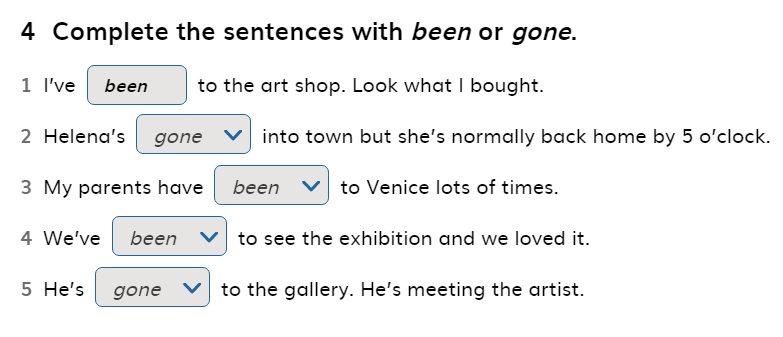 4 Complete the sentences with been or gone.
1 I've been to the art shop. Look what I bought.
2 Helena's gone into town but she's normally back home by 5 o'clock.
3 My parents have been to Venice lots of times.
4 We've been to see the exhibition and we loved it.
5 He's gone to the gallery. He's meeting the artist.